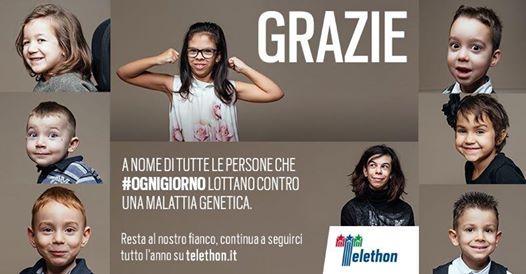 GRAZIE
A NOME DI TUTTE LE PERSONE CHE
#OGNIGIORNO LOTTANO CONTRO
UNA MALATTIA GENETICA.
Resta al nostro fianco, continua a seguirci
tutto l'anno su telethon.it
Telethon